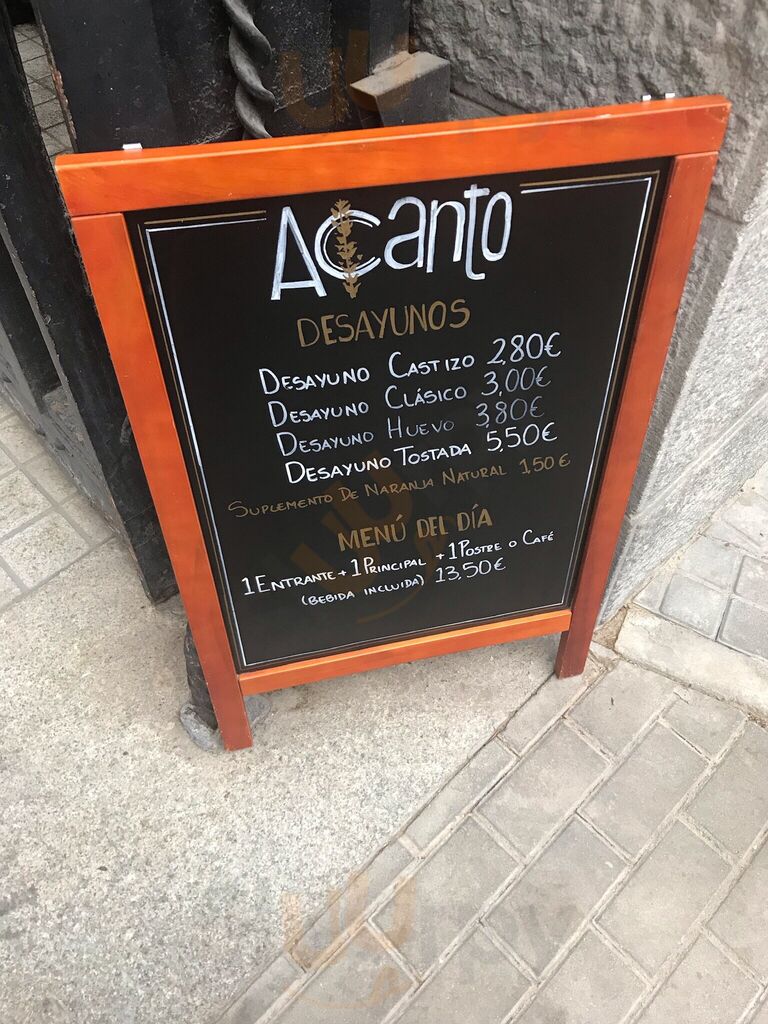 ACanto
DESAYUNOS
DESAYUNO CASTIZO 2,80€
DESAYUNO CLÁSICO 3,00€
DESAYUNO HUEVO 3,80€
DESAYUNO TOSTADA 5,50€
SUPLEMENTO DE NARANJA NATURAL 1,50€
MENÚ DEL DÍA
1 ENTRANTE + 1 PRINCIPAL + 1 POSTRE O CAFÉ
(BEBIDA INCLUIDA) 13,50€